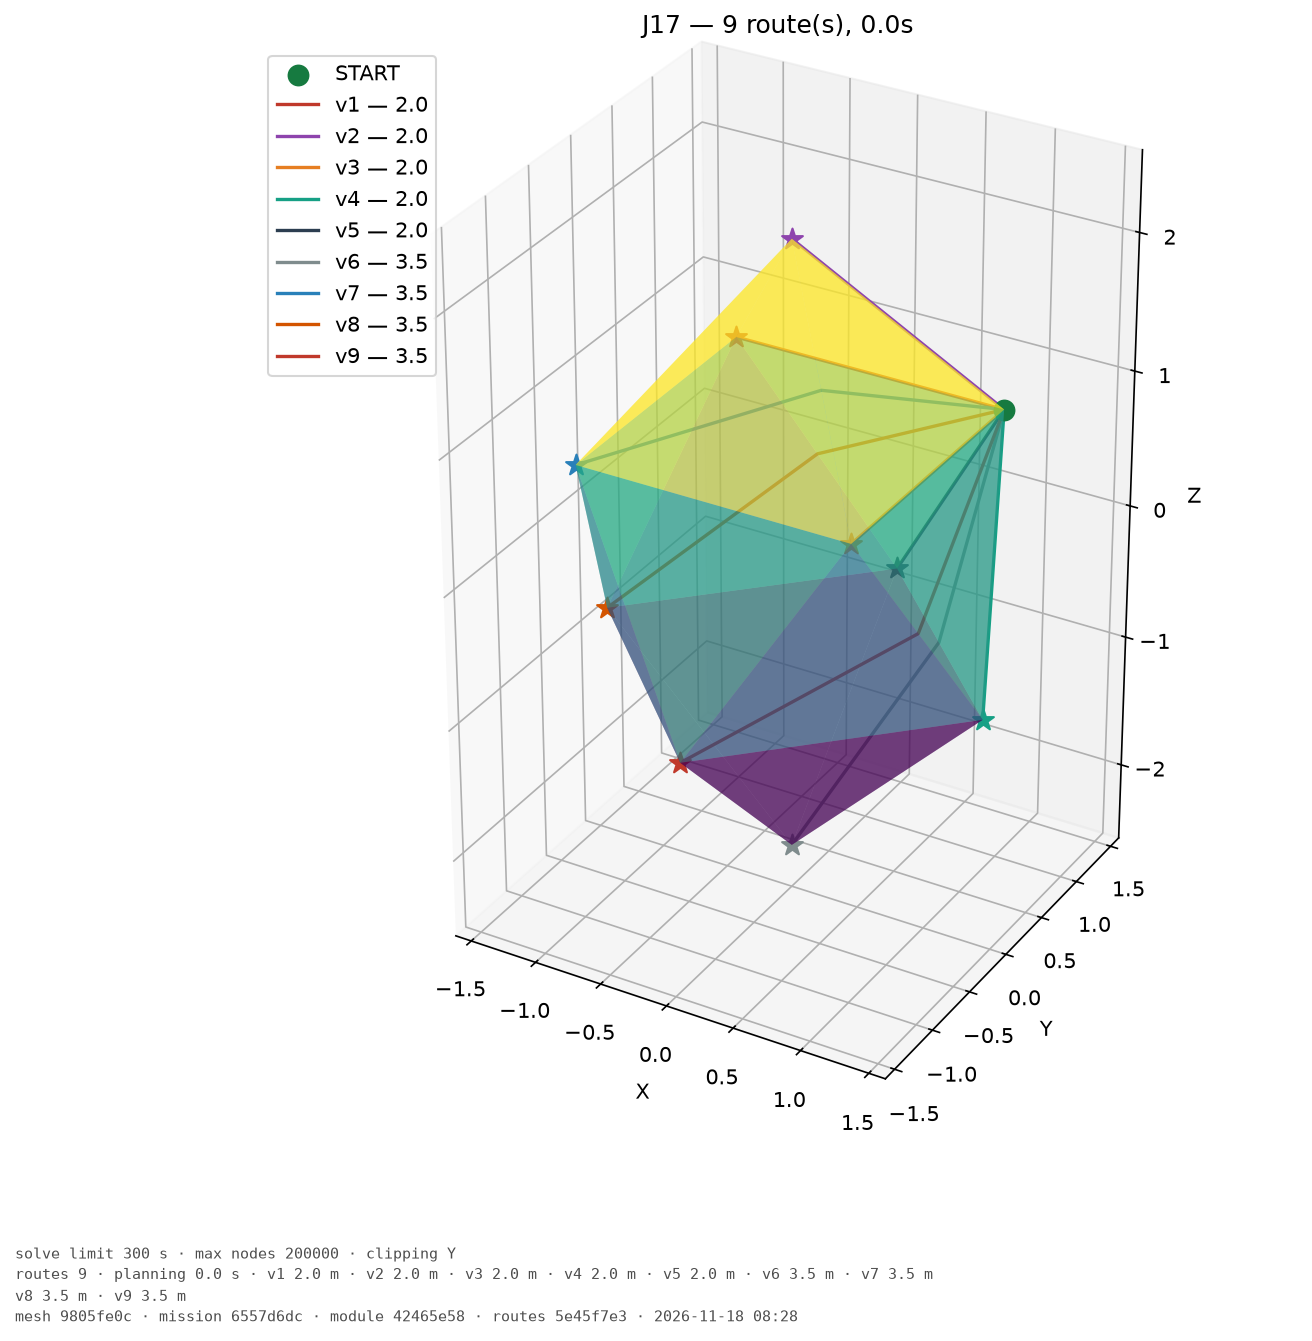 J17 — 9 route(s), 0.0s
START
v1 — 2.0
v2 — 2.0
v3 — 2.0
v4 — 2.0
v5 — 2.0
v6 — 3.5
v7 — 3.5
v8 — 3.5
v9 — 3.5
2
1
0
Z
−1
−2
1.5
1.0
0.5
0.0
Y
−0.5
−1.0
−1.5
−1.5
−1.0
−0.5
0.0
X
0.5
1.0
1.5
solve limit 300 s · max nodes 200000 · clipping Y
routes 9 · planning 0.0 s · v1 2.0 m · v2 2.0 m · v3 2.0 m · v4 2.0 m · v5 2.0 m · v6 3.5 m · v7 3.5 m
v8 3.5 m · v9 3.5 m
mesh 9805fe0c · mission 6557d6dc · module 42465e58 · routes 5e45f7e3 · 2026-11-18 08:28